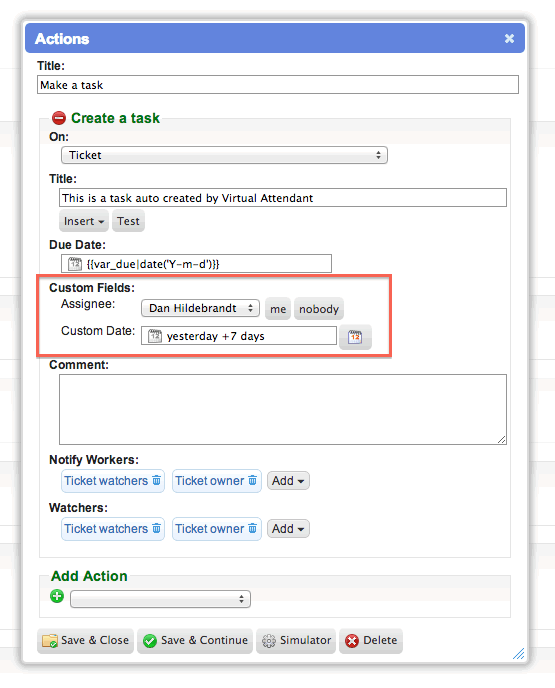 Actions
Title:
Make a task
Create a task
On:
Ticket
Title:
This is a task auto created by Virtual Attendant
Insert Test
Due Date:
12 {{var_due|date('Y-m-d')}}
Custom Fields:
Assignee: Dan Hildebrandt me nobody
Custom Date: 12 yesterday +7 days 12
Comment:
Notify Workers:
Ticket watchers Ticket owner Add
Watchers:
Ticket watchers Ticket owner Add
Add Action
Save & Close Save & Continue Simulator Delete